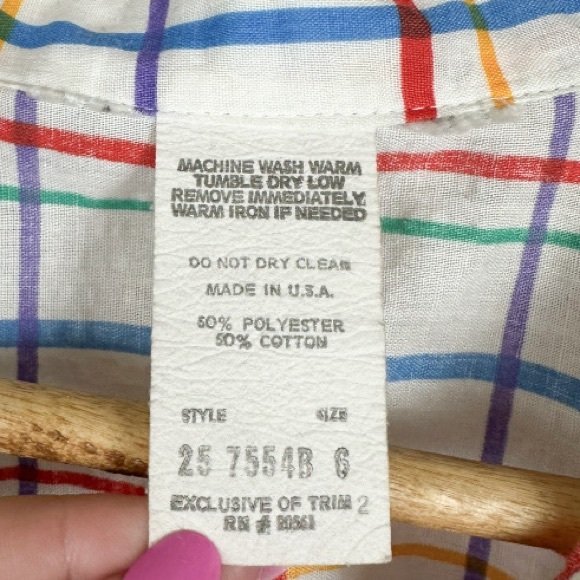 MACHINE WASH WARM
TUMBLE DRY LOW
REMOVE IMMEDIATELY
WARM IRON IF NEEDED
DO NOT DRY CLEAN
MADE IN U.S.A.
50% POLYESTER
50% COTTON
STYLE SIZE
25 7554B 6
EXCLUSIVE OF TRIM 2
RN #